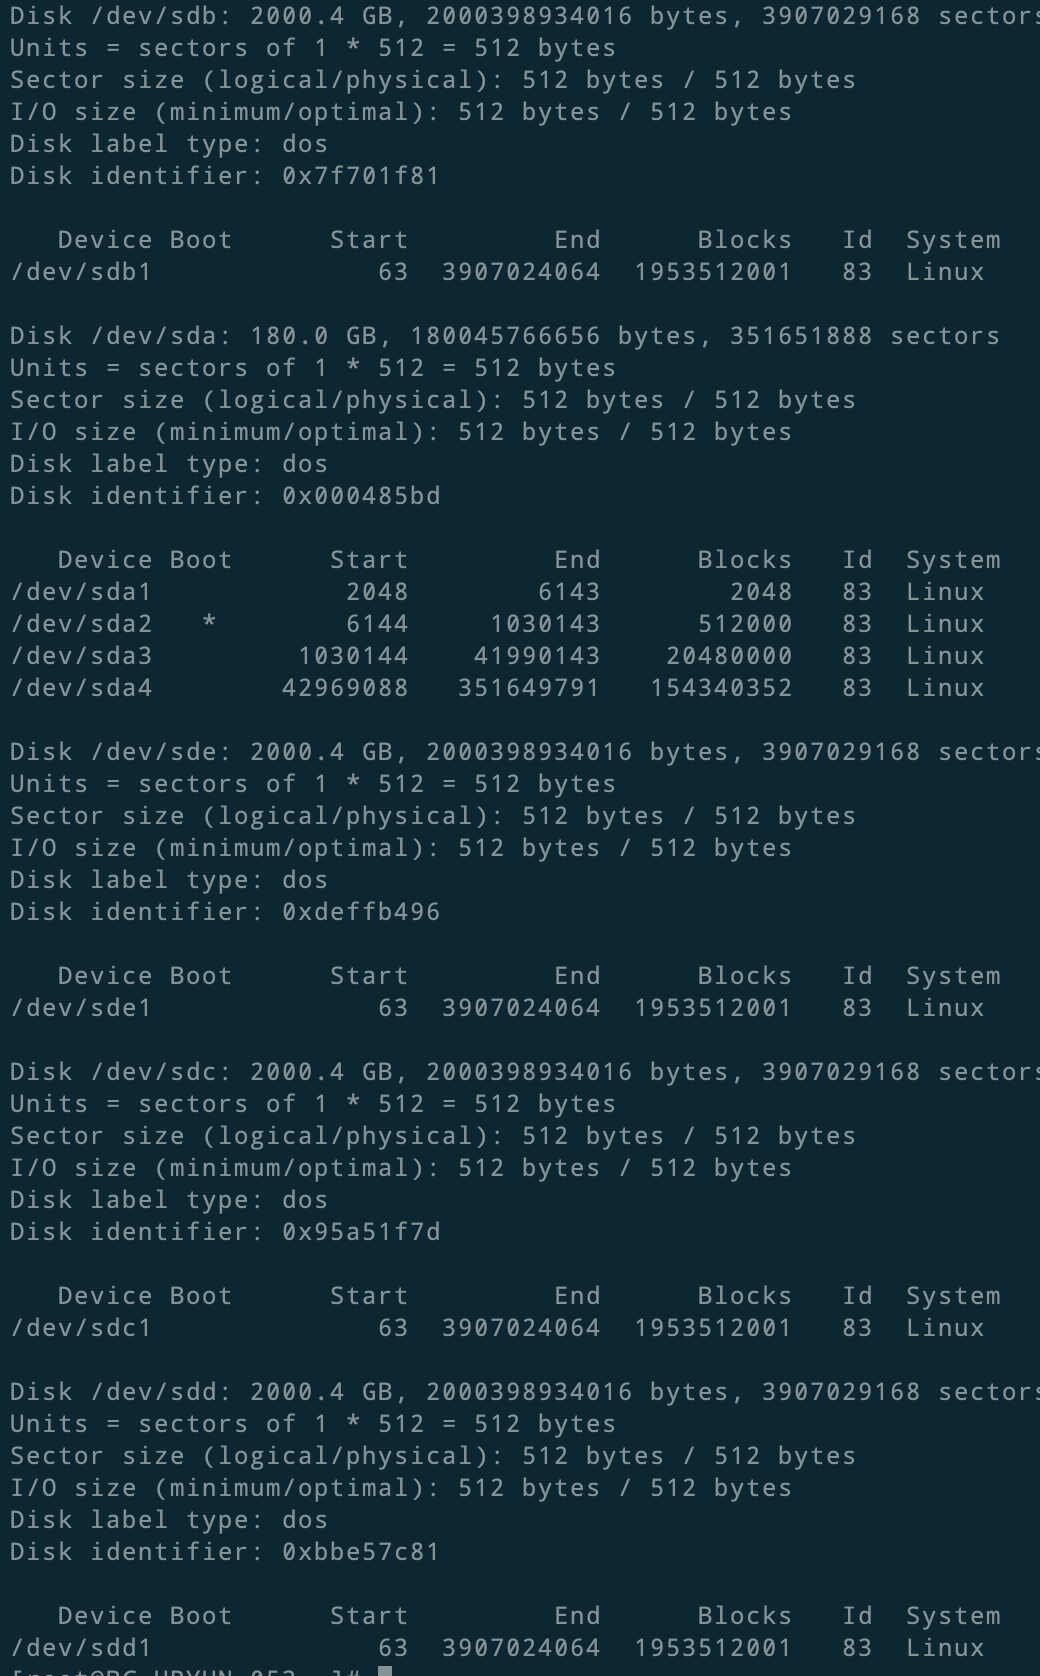 Disk /dev/sdb: 2000.4 GB, 2000398934016 bytes, 3907029168 sectors
Units = sectors of 1 * 512 = 512 bytes
Sector size (logical/physical): 512 bytes / 512 bytes
I/O size (minimum/optimal): 512 bytes / 512 bytes
Disk label type: dos
Disk identifier: 0x7f701f81
Device Boot Start End Blocks Id System
/dev/sdb1 63 3907024064 1953512001 83 Linux
Disk /dev/sda: 180.0 GB, 180045766656 bytes, 351651888 sectors
Units = sectors of 1 * 512 = 512 bytes
Sector size (logical/physical): 512 bytes / 512 bytes
I/O size (minimum/optimal): 512 bytes / 512 bytes
Disk label type: dos
Disk identifier: 0x000485bd
Device Boot Start End Blocks Id System
/dev/sda1 2048 6143 2048 83 Linux
/dev/sda2 * 6144 1030143 512000 83 Linux
/dev/sda3 1030144 41990143 20480000 83 Linux
/dev/sda4 42969088 351649791 154340352 83 Linux
Disk /dev/sde: 2000.4 GB, 2000398934016 bytes, 3907029168 sectors
Units = sectors of 1 * 512 = 512 bytes
Sector size (logical/physical): 512 bytes / 512 bytes
I/O size (minimum/optimal): 512 bytes / 512 bytes
Disk label type: dos
Disk identifier: 0xdeffb496
Device Boot Start End Blocks Id System
/dev/sde1 63 3907024064 1953512001 83 Linux
Disk /dev/sdc: 2000.4 GB, 2000398934016 bytes, 3907029168 sectors
Units = sectors of 1 * 512 = 512 bytes
Sector size (logical/physical): 512 bytes / 512 bytes
I/O size (minimum/optimal): 512 bytes / 512 bytes
Disk label type: dos
Disk identifier: 0x95a51f7d
Device Boot Start End Blocks Id System
/dev/sdc1 63 3907024064 1953512001 83 Linux
Disk /dev/sdd: 2000.4 GB, 2000398934016 bytes, 3907029168 sectors
Units = sectors of 1 * 512 = 512 bytes
Sector size (logical/physical): 512 bytes / 512 bytes
I/O size (minimum/optimal): 512 bytes / 512 bytes
Disk label type: dos
Disk identifier: 0xbbe57c81
Device Boot Start End Blocks Id System
/dev/sdd1 63 3907024064 1953512001 83 Linux